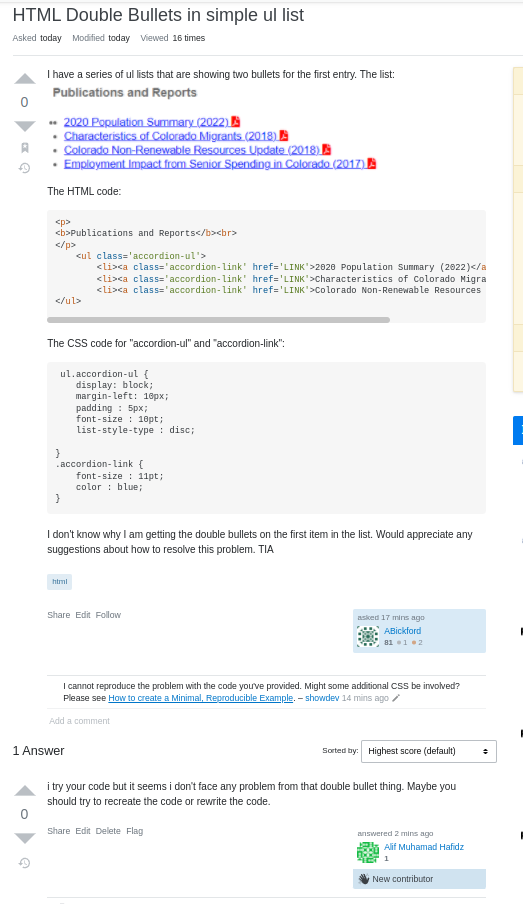 HTML Double Bullets in simple ul list
Asked today Modified today Viewed 16 times
I have a series of ul lists that are showing two bullets for the first entry. The list:
0
Publications and Reports
2020 Population Summary (2022)
Characteristics of Colorado Migrants (2018)
Colorado Non-Renewable Resources Update (2018)
Employment Impact from Senior Spending in Colorado (2017)
The HTML code:
<p>
<b>Publications and Reports</b><br>
</p>
<ul class='accordion-ul'>
<li><a class='accordion-link' href='LINK'>2020 Population Summary (2022)</a
<li><a class='accordion-link' href='LINK'>Characteristics of Colorado Migra
<li><a class='accordion-link' href='LINK'>Colorado Non-Renewable Resources
</ul>
The CSS code for "accordion-ul" and "accordion-link":
ul.accordion-ul {
display: block;
margin-left: 10px;
padding : 5px;
font-size : 10pt;
list-style-type : disc;
}
.accordion-link {
font-size : 11pt;
color : blue;
}
I don't know why I am getting the double bullets on the first item in the list. Would appreciate any
suggestions about how to resolve this problem. TIA
html
Share Edit Follow
asked 17 mins ago
ABickford
81 1 2
I cannot reproduce the problem with the code you've provided. Might some additional CSS be involved?
Please see How to create a Minimal, Reproducible Example. – showdev 14 mins ago
Add a comment
1 Answer
Sorted by: Highest score (default)
i try your code but it seems i don't face any problem from that double bullet thing. Maybe you
should try to recreate the code or rewrite the code.
0
Share Edit Delete Flag
answered 2 mins ago
Alif Muhamad Hafidz
1
New contributor